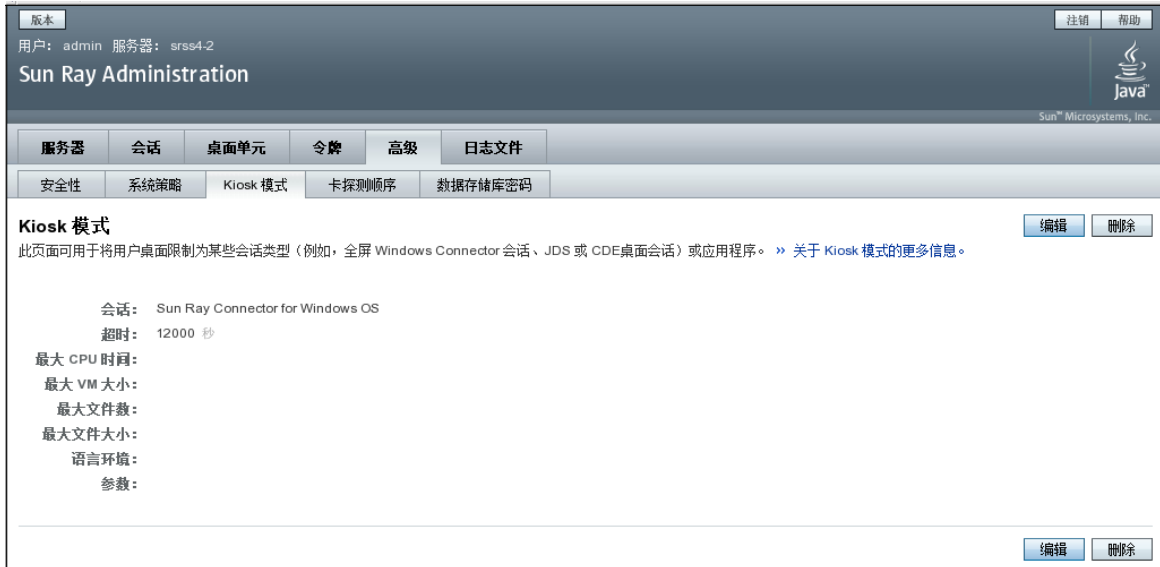 版本
注销 帮助
用户: admin 服务器: srss4-2
Sun Ray Administration
Java™
Sun™ Microsystems, Inc.
服务器 会话 桌面单元 令牌 高级 日志文件
安全性 系统策略 Kiosk 模式 卡探测顺序 数据存储库密码
Kiosk 模式
编辑 删除
此页面可用于将用户桌面限制为某些会话类型（例如，全屏 Windows Connector 会话、JDS 或 CDE桌面会话）或应用程序。 ›› 关于 Kiosk 模式的更多信息。
会话: Sun Ray Connector for Windows OS
超时: 12000 秒
最大 CPU 时间:
最大 VM 大小:
最大文件数:
最大文件大小:
语言环境:
参数:
编辑 删除